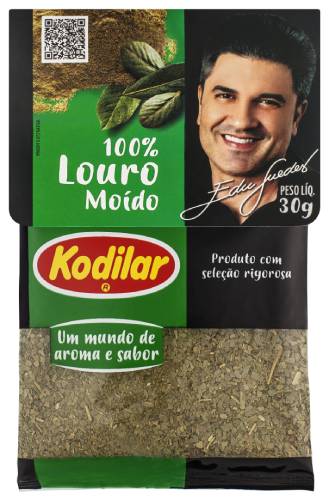 100%
Louro
Moído
Edu Guedes
PESO LÍQ.
30g
Kodilar
®
Produto com
seleção rigorosa
Um mundo de
aroma e sabor